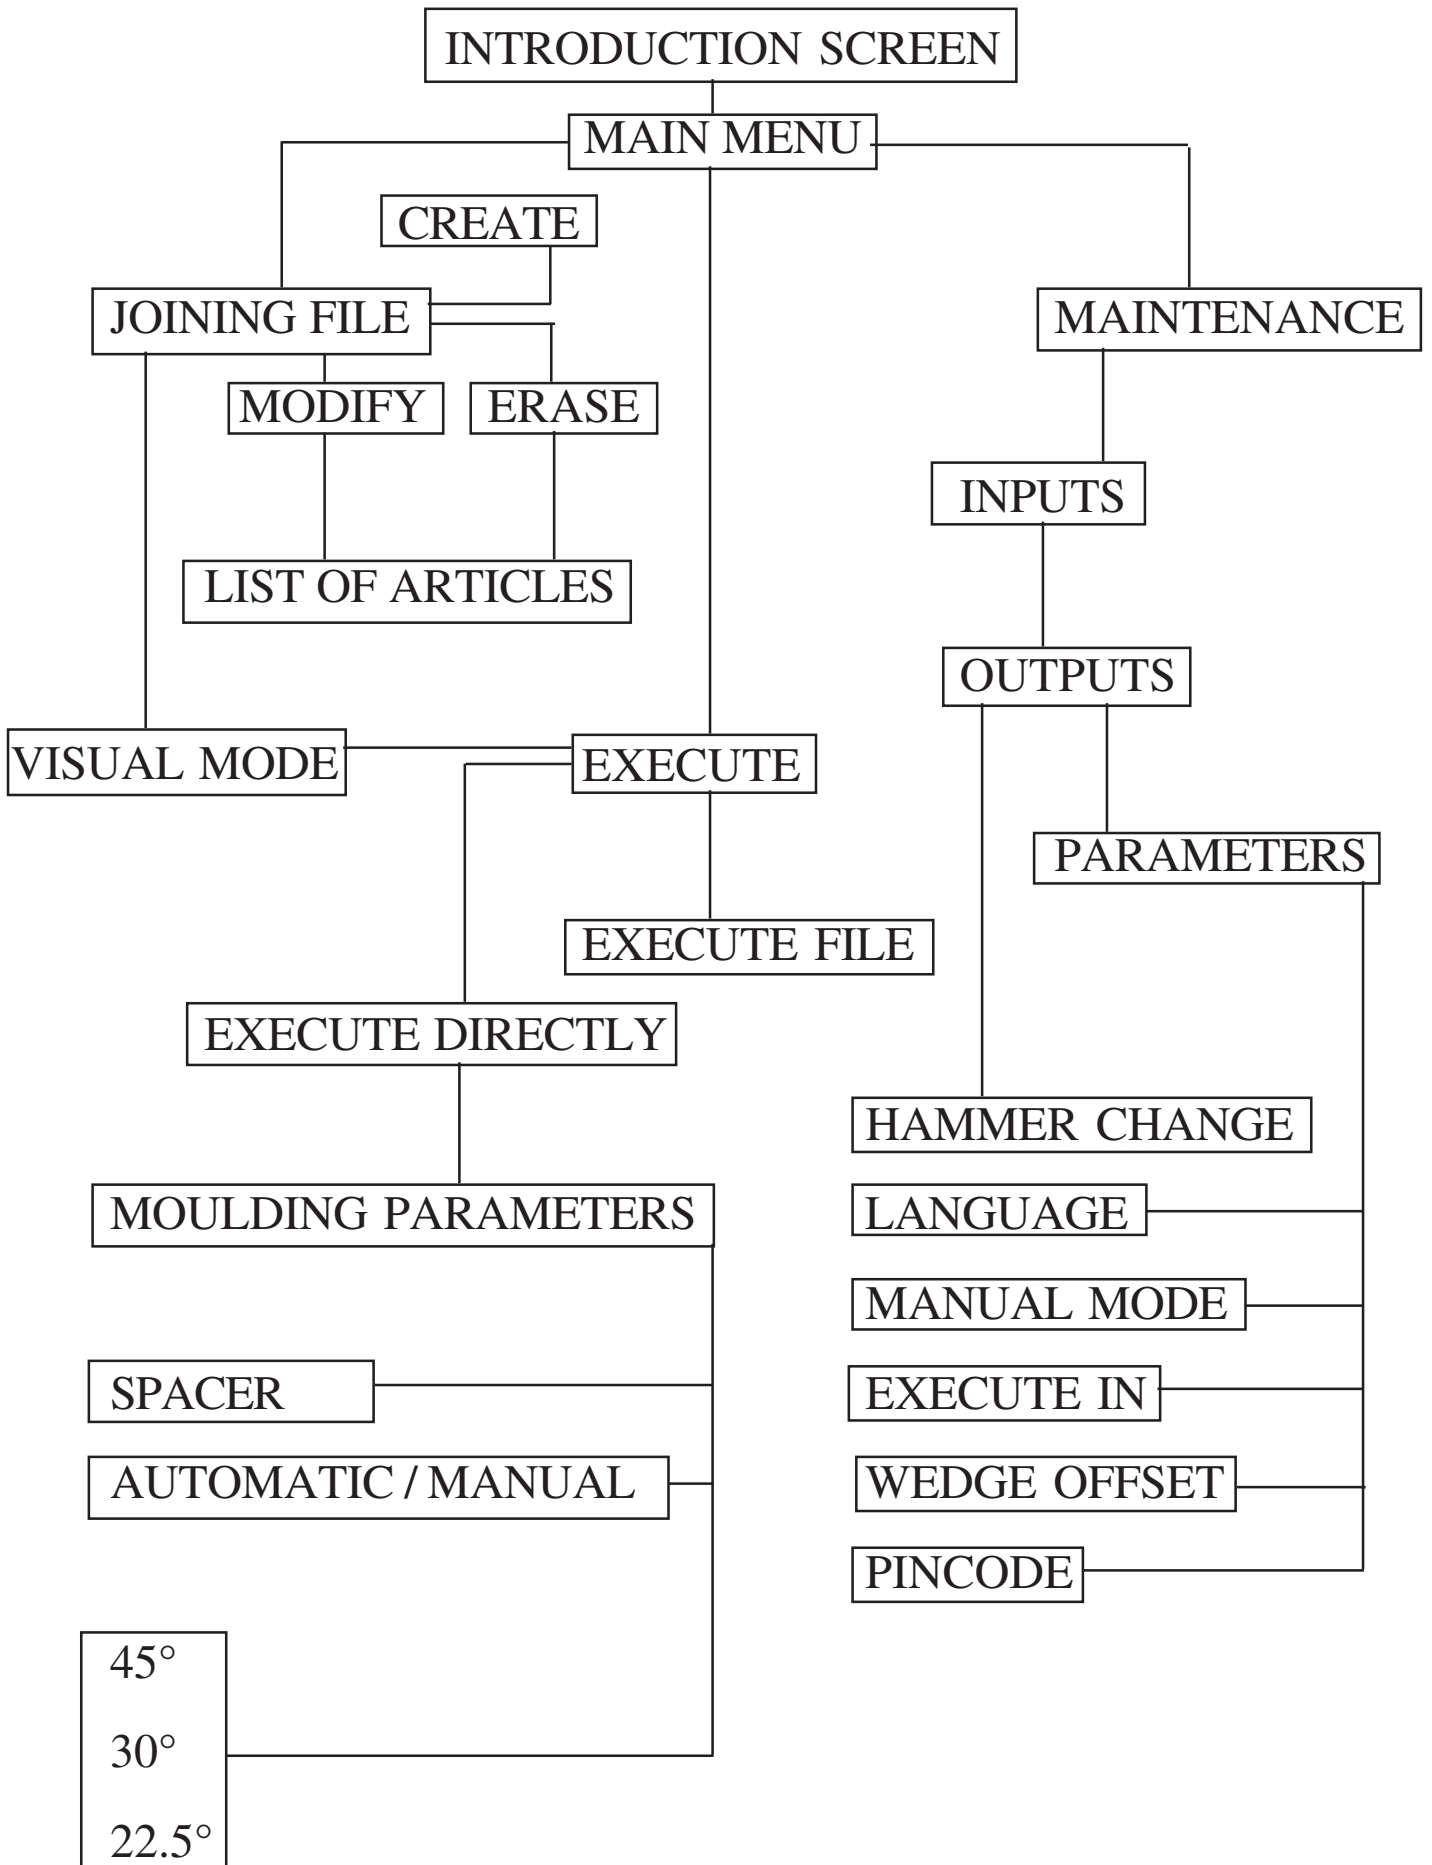 INTRODUCTION SCREEN
MAIN MENU
CREATE
JOINING FILE
MAINTENANCE
MODIFY
ERASE
INPUTS
LIST OF ARTICLES
OUTPUTS
VISUAL MODE
EXECUTE
PARAMETERS
EXECUTE FILE
EXECUTE DIRECTLY
HAMMER CHANGE
MOULDING PARAMETERS
LANGUAGE
MANUAL MODE
SPACER
EXECUTE IN
AUTOMATIC / MANUAL
WEDGE OFFSET
PINCODE
45°
30°
22.5°